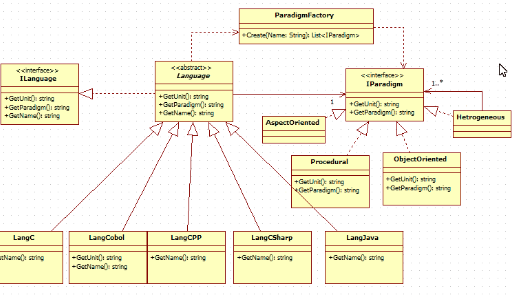 ParadigmFactory
+Create(Name: String): List<IParadigm>
<<interface>>
ILanguage
+GetUnit(): string
+GetParadigm(): string
+GetName(): string
<<abstract>>
Language
+GetUnit(): string
+GetParadigm(): string
+GetName(): string
<<interface>>
IParadigm
+GetUnit(): string
+GetParadigm(): string
1..*
1
AspectOriented
Hetrogeneous
Procedural
+GetUnit(): string
+GetParadigm(): string
ObjectOriented
+GetUnit(): string
+GetParadigm(): string
LangC
etName(): string
LangCobol
+GetUnit(): string
+GetName(): string
LangCPP
+GetName(): string
LangCSharp
+GetName(): string
LangJava
+GetName(): string